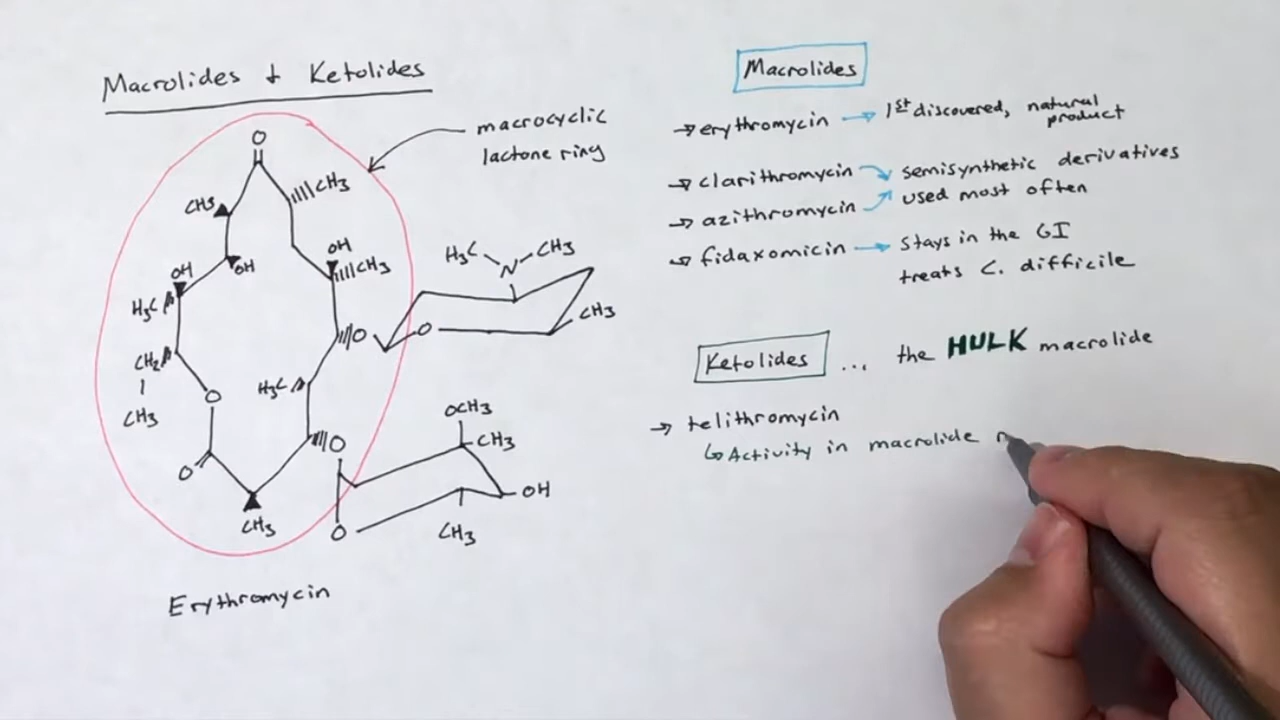 Macrolides + Ketolides
macrocyclic
lactone ring
O
CH3
CH3
OH
OH
OH
CH3
H3C
CH2
CH3
O
O
O
H3C
H3C
N
CH3
O
CH3
O
OCH3
CH3
OH
CH3
O
CH3
Erythromycin
Macrolides
→ erythromycin → 1st discovered, natural
product
→ clarithromycin → semisynthetic derivatives
→ azithromycin → used most often
→ fidaxomicin → stays in the GI
treats C. difficile
Ketolides ... the HULK macrolide
→ telithromycin
↳ Activity in macrolide